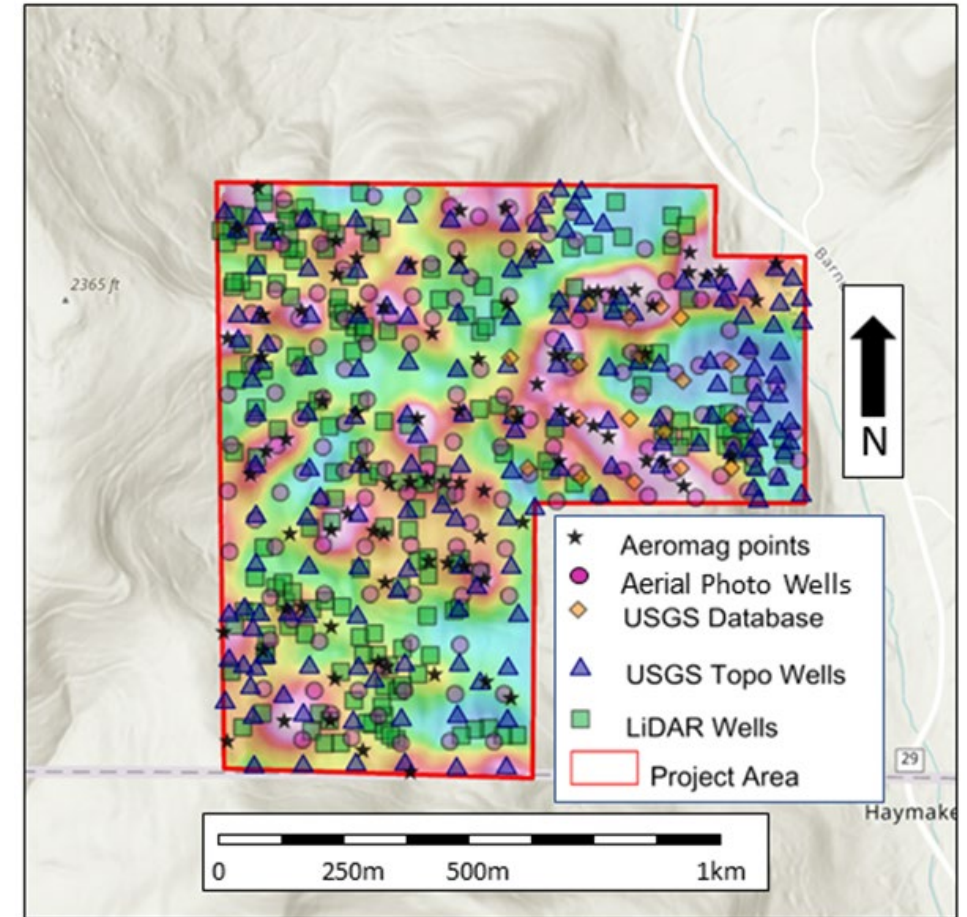 2365 ft
Barne
N
Aeromag points
Aerial Photo Wells
USGS Database
USGS Topo Wells
LiDAR Wells
Project Area
29
Haymake
0 250m 500m 1km